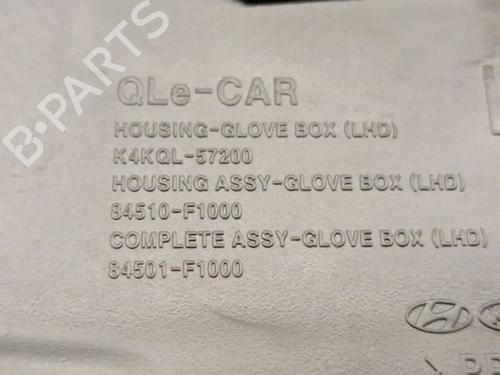 QLe-CAR
HOUSING-GLOVE BOX (LHD)
K4KQL-57200
HOUSING ASSY-GLOVE BOX (LHD)
84510-F1000
COMPLETE ASSY-GLOVE BOX (LHD)
84501-F1000
B-PARTS